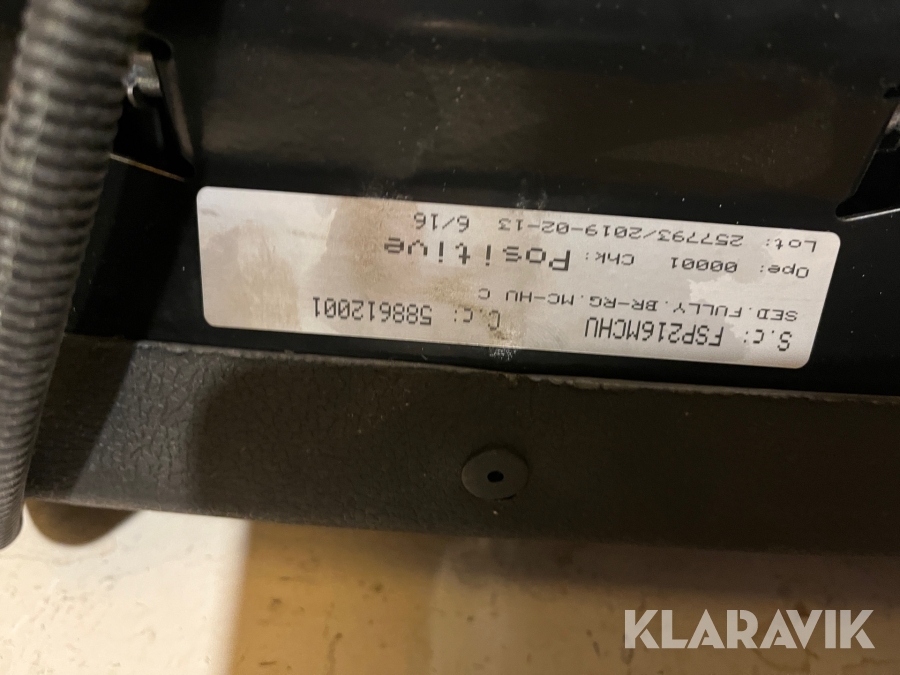 S.C: FSP216MCHU C.C: 588612001
SED.FULLY.BR-RG.MC-HU C
Ope: 00001 Chk: Positive
Lot: 257793/2019-02-13 6/16
KLARAVIK